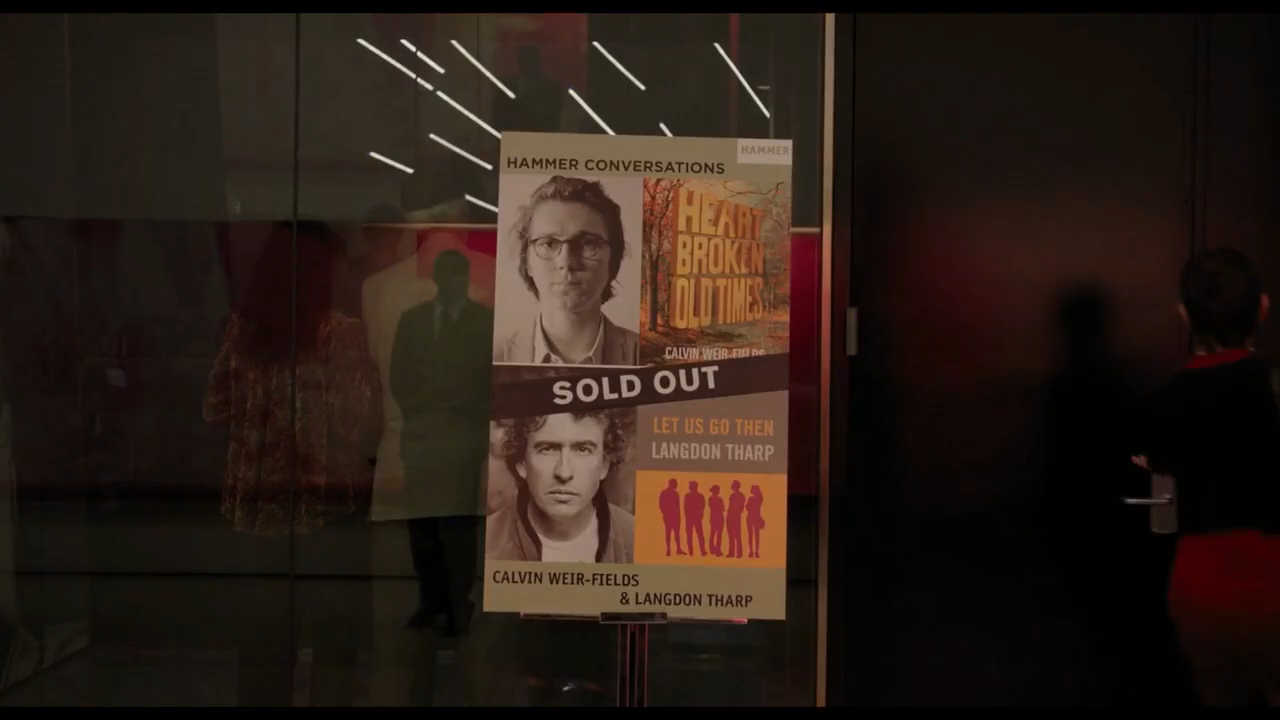 HAMMER
HAMMER CONVERSATIONS
HEART
BROKEN
OLD TIMES
CALVIN WEIR-FIELDS
SOLD OUT
LET US GO THEN
LANGDON THARP
CALVIN WEIR-FIELDS
& LANGDON THARP